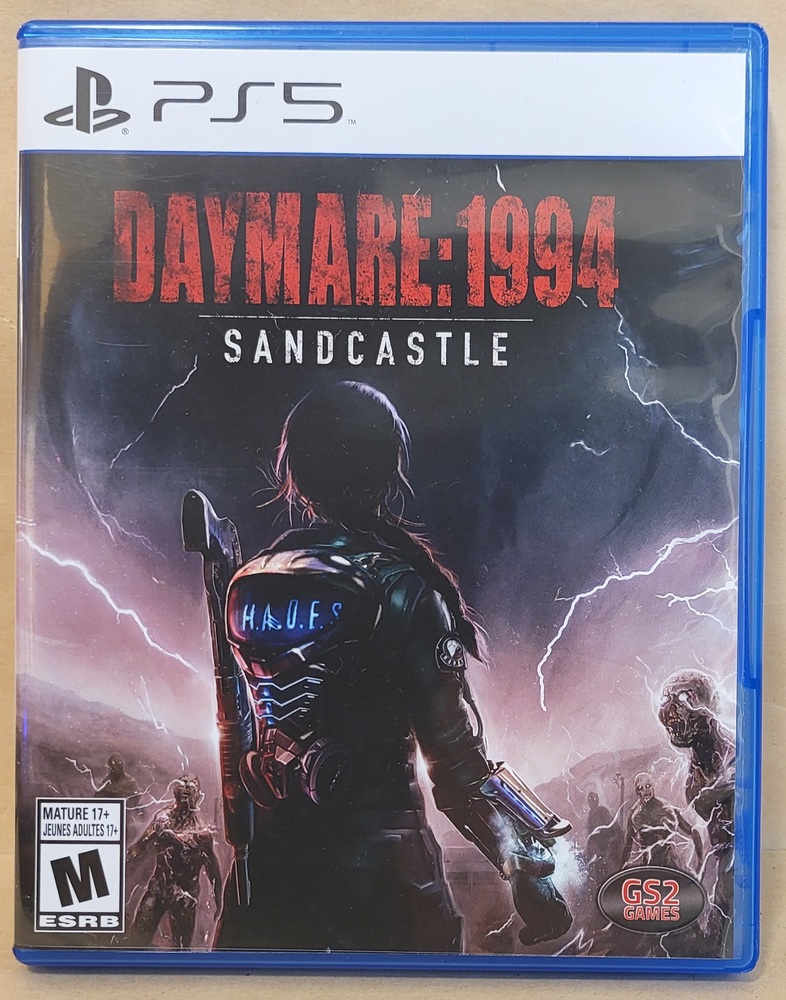 PS5
DAYMARE:1994
SANDCASTLE
H.A.D.E.S
MATURE 17+
JEUNES ADULTES 17+
M
ESRB
GS2
GAMES